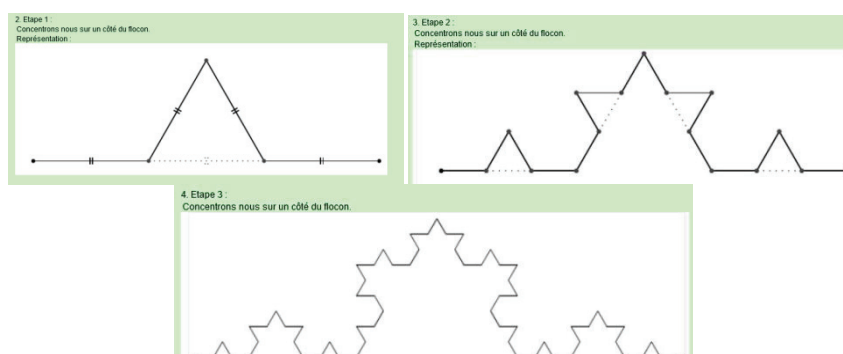 2. Etape 1 :
Concentrons nous sur un côté du flocon.
Représentation :
3. Etape 2 :
Concentrons nous sur un côté du flocon.
Représentation :
4. Etape 3 :
Concentrons nous sur un côté du flocon.